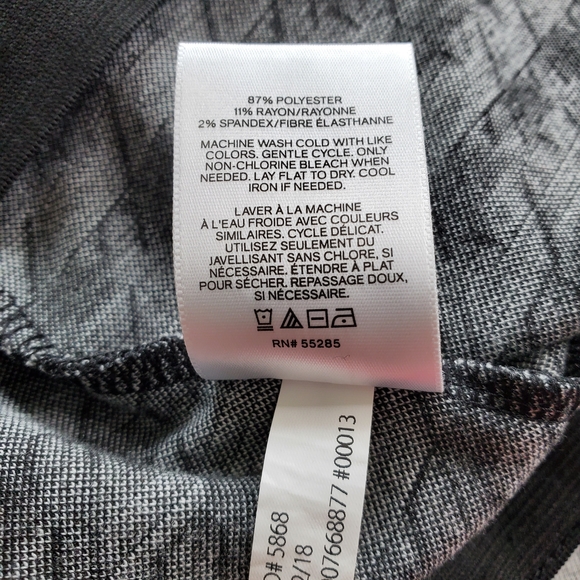 87% POLYESTER
11% RAYON/RAYONNE
2% SPANDEX/FIBRE ÉLASTHANNE
MACHINE WASH COLD WITH LIKE
COLORS. GENTLE CYCLE. ONLY
NON-CHLORINE BLEACH WHEN
NEEDED. LAY FLAT TO DRY. COOL
IRON IF NEEDED.
LAVER À LA MACHINE
À L'EAU FROIDE AVEC COULEURS
SIMILAIRES. CYCLE DÉLICAT.
UTILISEZ SEULEMENT DU
JAVELLISANT SANS CHLORE, SI
NÉCESSAIRE. ÉTENDRE À PLAT
POUR SÉCHER. REPASSAGE DOUX,
SI NÉCESSAIRE.
RN# 55285
# 5868
/18
07668877 #00013